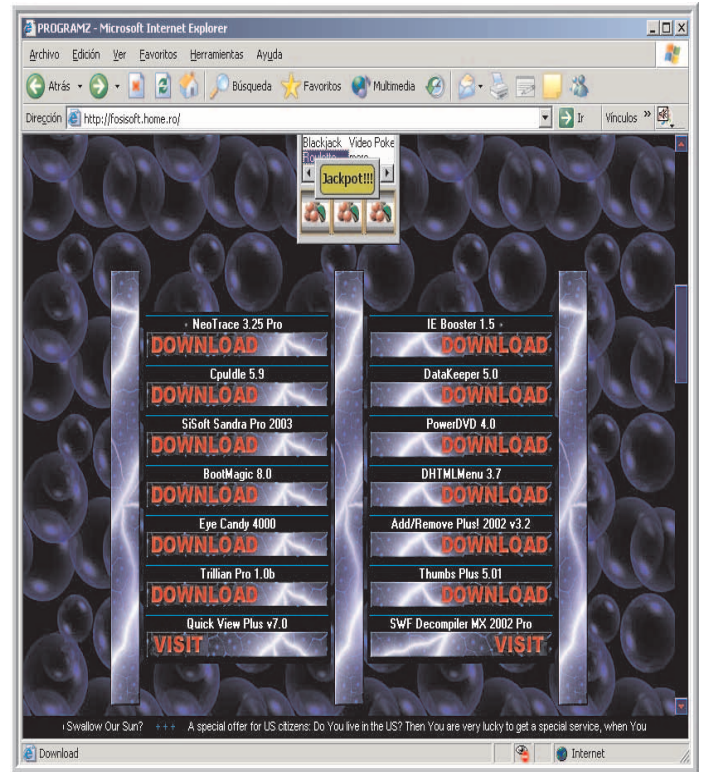 PROGRAMZ - Microsoft Internet Explorer
Archivo Edición Ver Favoritos Herramientas Ayuda
Atrás Búsqueda Favoritos Multimedia
Dirección http://fosisoft.home.ro/ Ir Vínculos »
Blackjack Video Poke
Roulette more
Jackpot!!!
NeoTrace 3.25 Pro IE Booster 1.5
DOWNLOAD DOWNLOAD
CpuIdle 5.9 DataKeeper 5.0
DOWNLOAD DOWNLOAD
SiSoft Sandra Pro 2003 PowerDVD 4.0
DOWNLOAD DOWNLOAD
BootMagic 8.0 DHTMLMenu 3.7
DOWNLOAD DOWNLOAD
Eye Candy 4000 Add/Remove Plus! 2002 v3.2
DOWNLOAD DOWNLOAD
Trillian Pro 1.0b Thumbs Plus 5.01
DOWNLOAD DOWNLOAD
Quick View Plus v7.0 SWF Decompiler MX 2002 Pro
VISIT VISIT
Swallow Our Sun? +++ A special offer for US citizens: Do You live in the US? Then You are very lucky to get a special service, when You
Download Internet